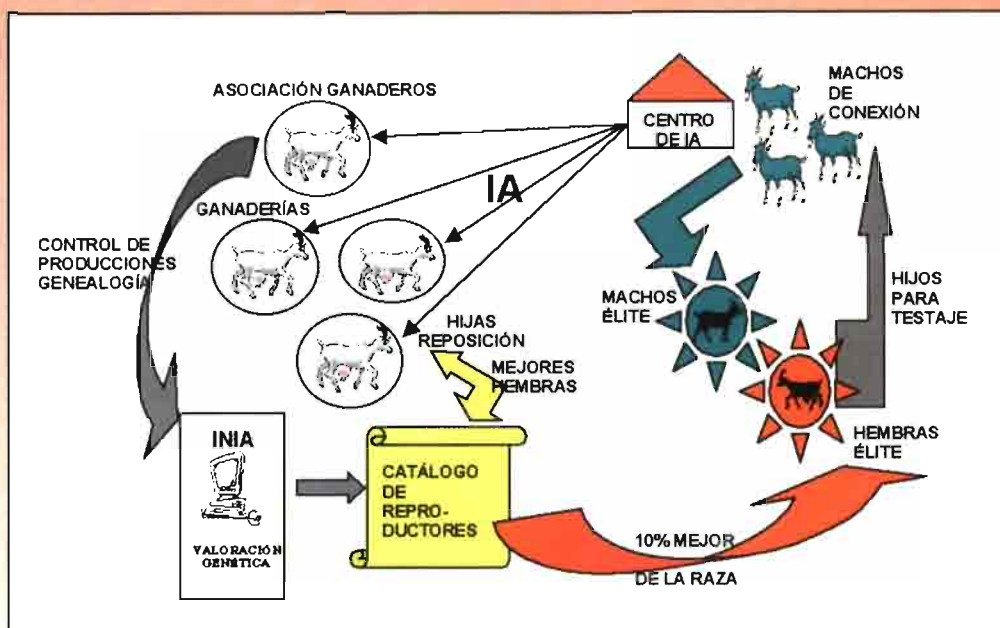 ASOCIACIÓN GANADEROS
MACHOS
DE
CONEXIÓN
CENTRO
DE IA
IA
GANADERÍAS
CONTROL DE
PRODUCCIONES
GENEALOGÍA
MACHOS
ÉLITE
HIJOS
PARA
TESTAJE
HIJAS
REPOSICIÓN
MEJORES
HEMBRAS
HEMBRAS
ÉLITE
INIA
VALORACIÓN
GENÉTICA
CATÁLOGO
DE
REPRO-
DUCTORES
10% MEJOR
DE LA RAZA